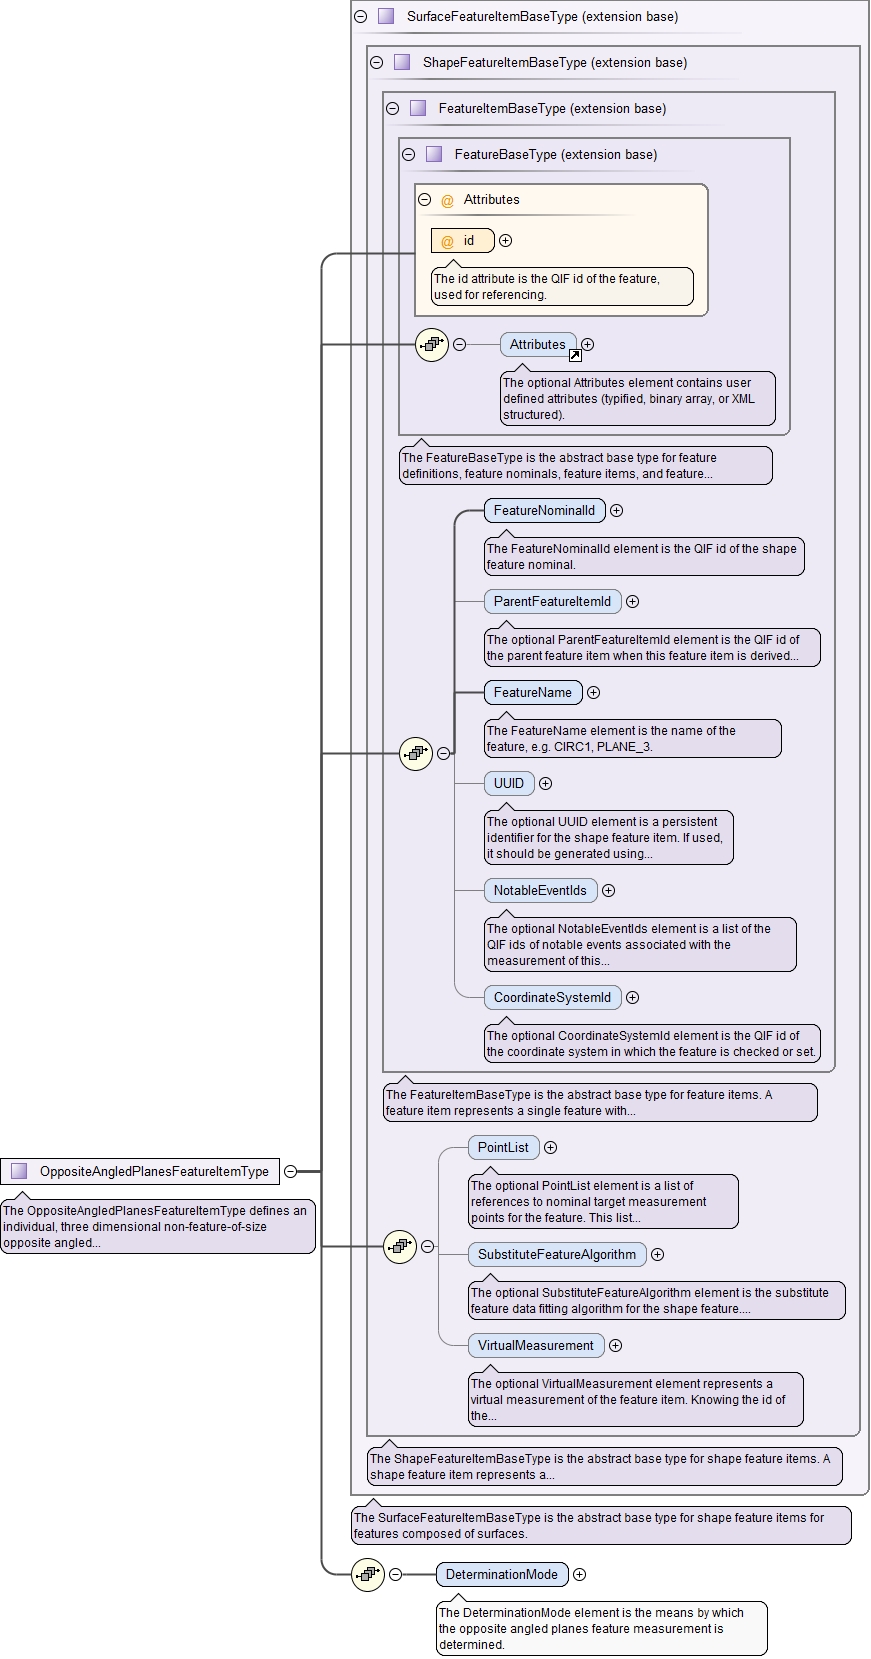 SurfaceFeatureItemBaseType (extension base)
ShapeFeatureItemBaseType (extension base)
FeatureItemBaseType (extension base)
FeatureBaseType (extension base)
@ Attributes
@ id
The id attribute is the QIF id of the feature,
used for referencing.
Attributes
The optional Attributes element contains user
defined attributes (typified, binary array, or XML
structured).
The FeatureBaseType is the abstract base type for feature
definitions, feature nominals, feature items, and feature...
FeatureNominalId
The FeatureNominalId element is the QIF id of the shape
feature nominal.
ParentFeatureItemId
The optional ParentFeatureItemId element is the QIF id of
the parent feature item when this feature item is derived...
FeatureName
The FeatureName element is the name of the
feature, e.g. CIRC1, PLANE_3.
UUID
The optional UUID element is a persistent
identifier for the shape feature item. If used,
it should be generated using...
NotableEventIds
The optional NotableEventIds element is a list of the
QIF ids of notable events associated with the
measurement of this...
CoordinateSystemId
The optional CoordinateSystemId element is the QIF id of
the coordinate system in which the feature is checked or set.
The FeatureItemBaseType is the abstract base type for feature items. A
feature item represents a single feature with...
PointList
The optional PointList element is a list of
references to nominal target measurement
points for the feature. This list...
OppositeAngledPlanesFeatureItemType
The OppositeAngledPlanesFeatureItemType defines an
individual, three dimensional non-feature-of-size
opposite angled...
SubstituteFeatureAlgorithm
The optional SubstituteFeatureAlgorithm element is the substitute
feature data fitting algorithm for the shape feature....
VirtualMeasurement
The optional VirtualMeasurement element represents a
virtual measurement of the feature item. Knowing the id of
the...
The ShapeFeatureItemBaseType is the abstract base type for shape feature items. A
shape feature item represents a...
The SurfaceFeatureItemBaseType is the abstract base type for shape feature items for
features composed of surfaces.
DeterminationMode
The DeterminationMode element is the means by which
the opposite angled planes feature measurement is
determined.